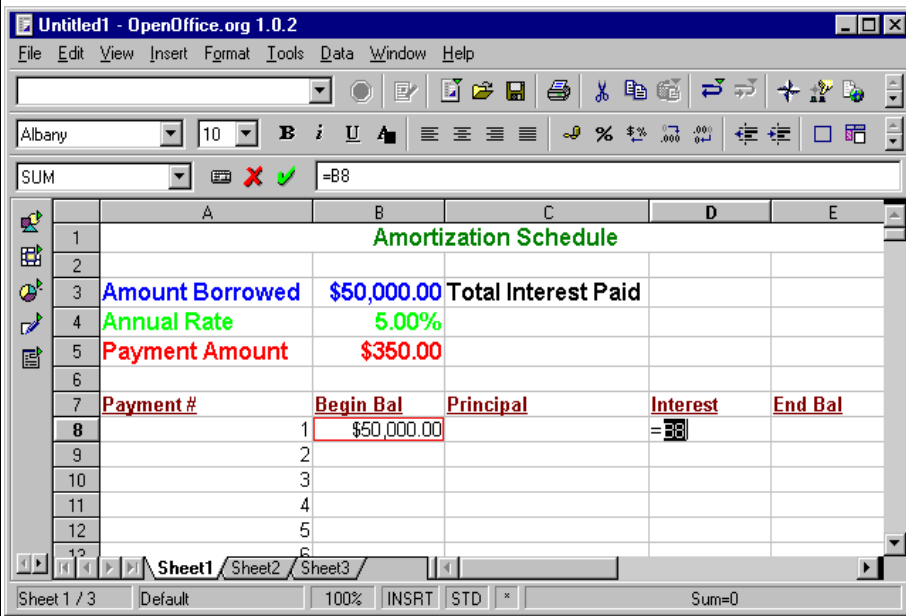 Untitled1 - OpenOffice.org 1.0.2
File Edit View Insert Format Tools Data Window Help
Albany 10 B i U A
SUM =B8
A B C D E
1 Amortization Schedule
2
3 Amount Borrowed $50,000.00 Total Interest Paid
4 Annual Rate 5.00%
5 Payment Amount $350.00
6
7 Payment # Begin Bal Principal Interest End Bal
8 1 $50,000.00 =B8
9 2
10 3
11 4
12 5
13 6
Sheet1 Sheet2 Sheet3
Sheet 1 / 3 Default 100% INSRT STD * Sum=0